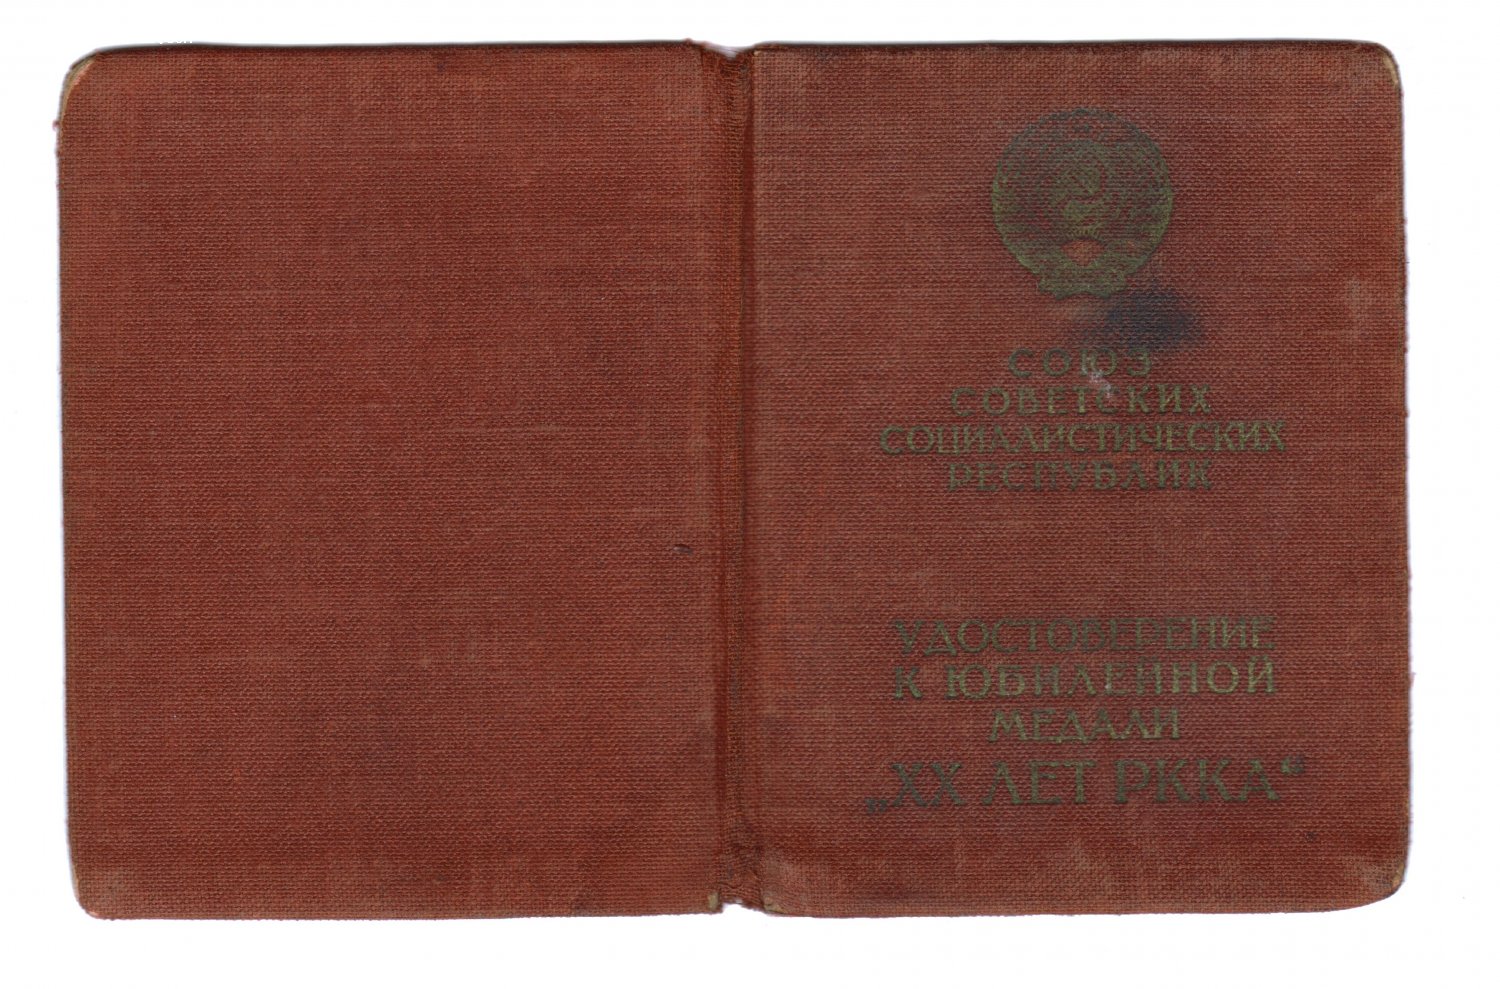 СОЮЗ
СОВЕТСКИХ
СОЦИАЛИСТИЧЕСКИХ
РЕСПУБЛИК
УДОСТОВЕРЕНИЕ
К ЮБИЛЕЙНОЙ
МЕДАЛИ
„XX ЛЕТ РККА“